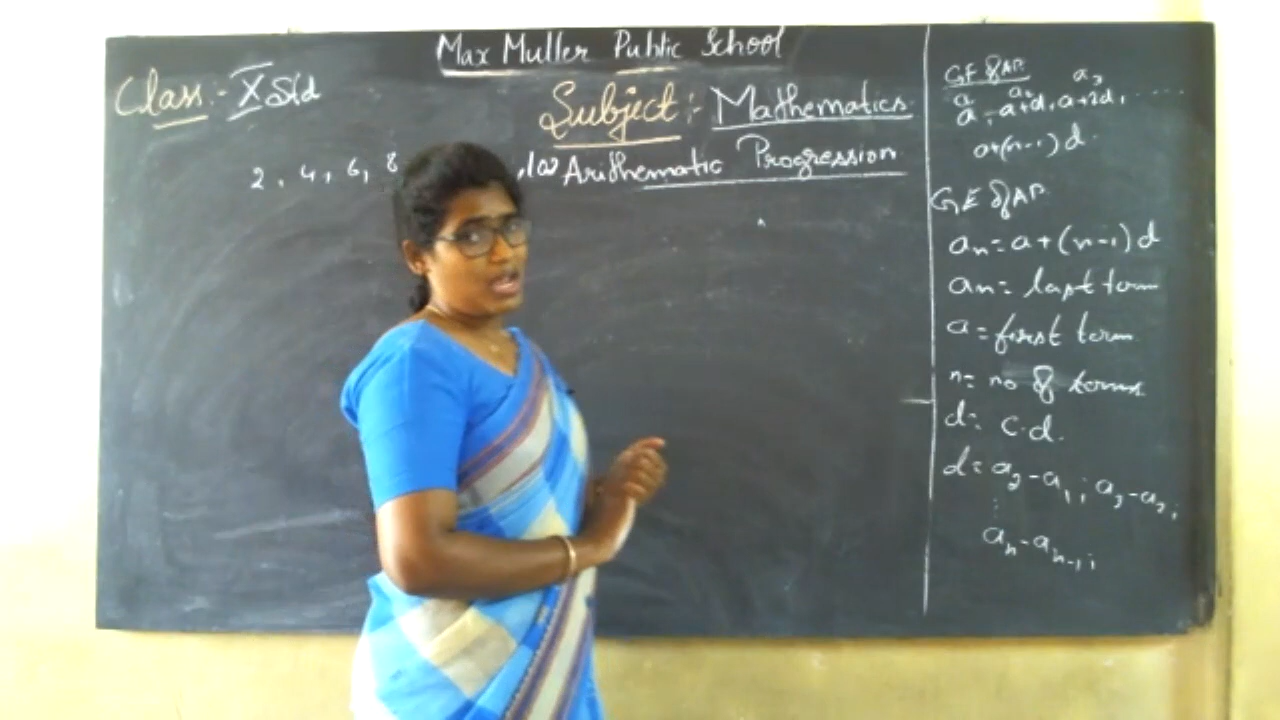 Max Muller Public School
Class:- X Std
Subject:- Mathematics
2, 4, 6, 8
Arithematic Progression
GF of AP
a a₂ a₃
a, a+d, a+2d, .....
a+(n-1)d.
GE of AP.
aₙ = a+(n-1)d
aₙ = last term
a = first term
n = no of terms
d = c.d.
d = a₂-a₁; a₃-a₂;
⋮
aₙ-aₙ₋₁;